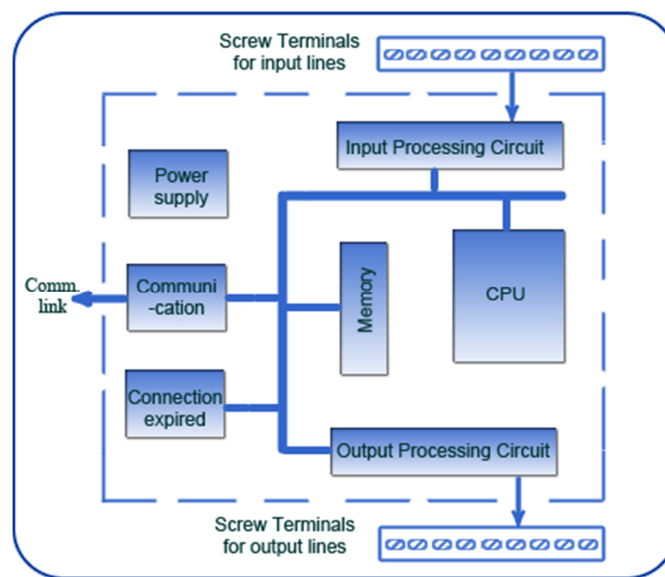 Screw Terminals
for input lines
Input Processing Circuit
Power
supply
Comm.
link
Communi
-cation
Memory
CPU
Connection
expired
Output Processing Circuit
Screw Terminals
for output lines